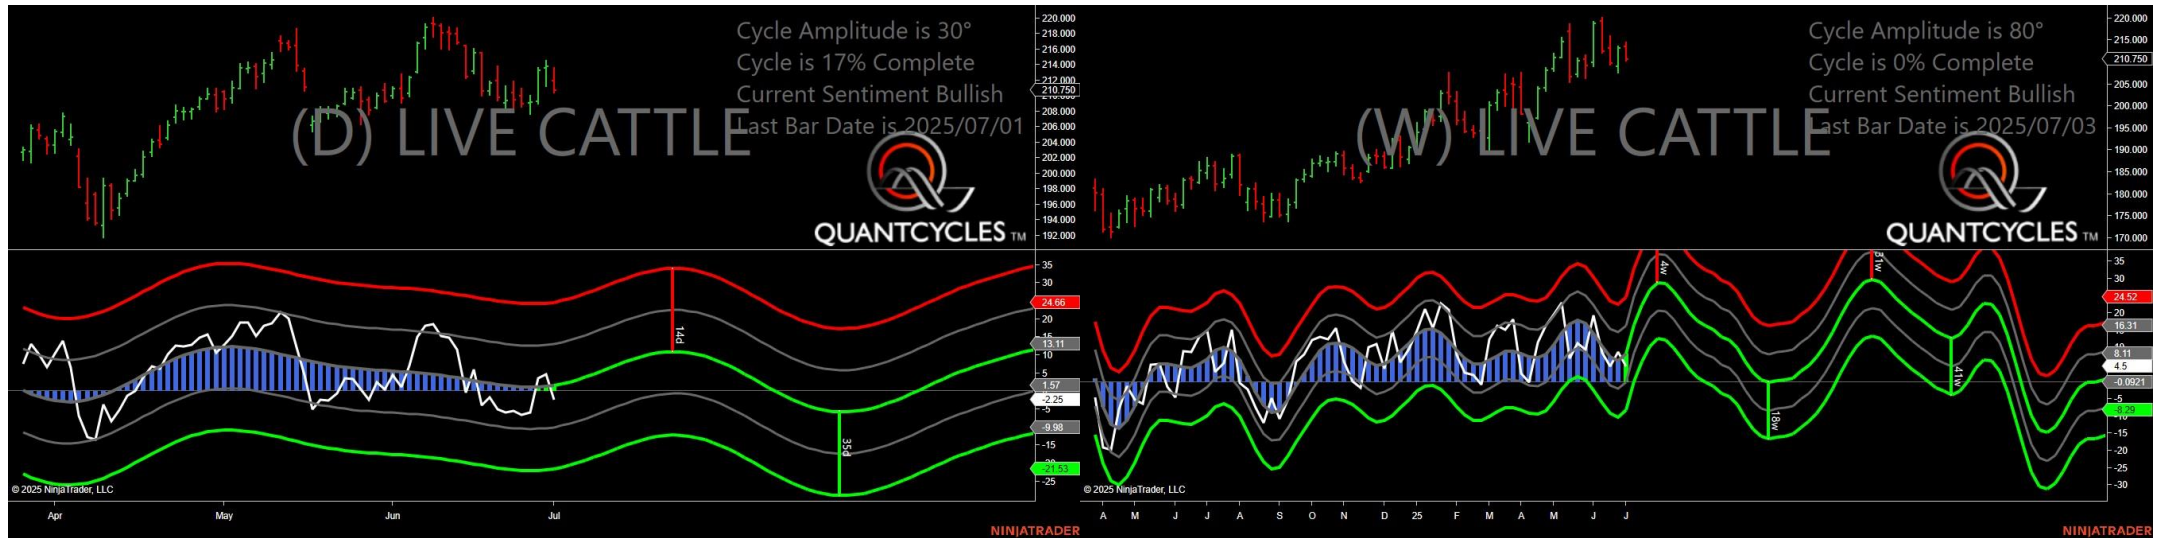 Cycle Amplitude is 30°
Cycle is 17% Complete
Current Sentiment Bullish
Last Bar Date is 2025/07/01
(D) LIVE CATTLE
QUANTCYCLES TM
220.000
218.000
216.000
214.000
212.000
210.750
208.000
206.000
204.000
202.000
200.000
198.000
196.000
194.000
192.000
35
30
24.66
20
15
13.11
10
5
1.57
-2.25
-5
-9.98
-15
-21.53
-25
14d
35d
© 2025 NinjaTrader, LLC
Apr May Jun Jul
NINJATRADER
Cycle Amplitude is 80°
Cycle is 0% Complete
Current Sentiment Bullish
Last Bar Date is 2025/07/03
(W) LIVE CATTLE
QUANTCYCLES TM
220.000
215.000
210.750
205.000
200.000
195.000
190.000
185.000
180.000
175.000
170.000
35
30
24.52
20
16.31
8.11
4.5
-0.0921
-5
-8.29
-15
-20
-25
-30
4w
18w
31w
41w
© 2025 NinjaTrader, LLC
A M J J A S O N D 25 F M A M J J
NINJATRADER